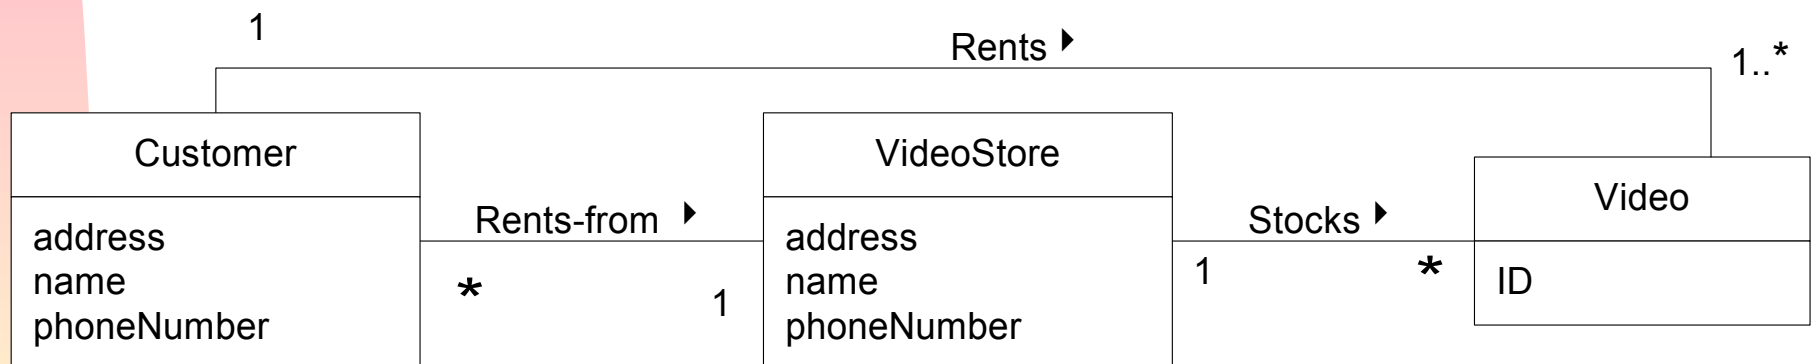 1
Rents ▸
1..*
Customer
address
name
phoneNumber
Rents-from ▸
*
1
VideoStore
address
name
phoneNumber
Stocks ▸
1
*
Video
ID